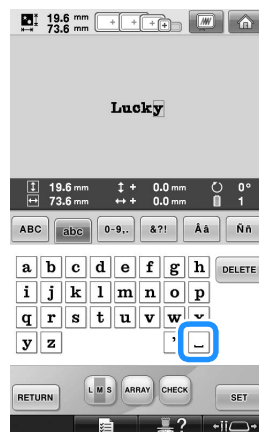 19.6 mm
73.6 mm
Lucky
19.6 mm + 0.0 mm 0°
73.6 mm + 0.0 mm 1
ABC abc 0-9,. &?! Ââ Ññ
a b c d e f g h DELETE
i j k l m n o p
q r s t u v w x
y z ' ⎵
RETURN L M S ARRAY CHECK SET
?